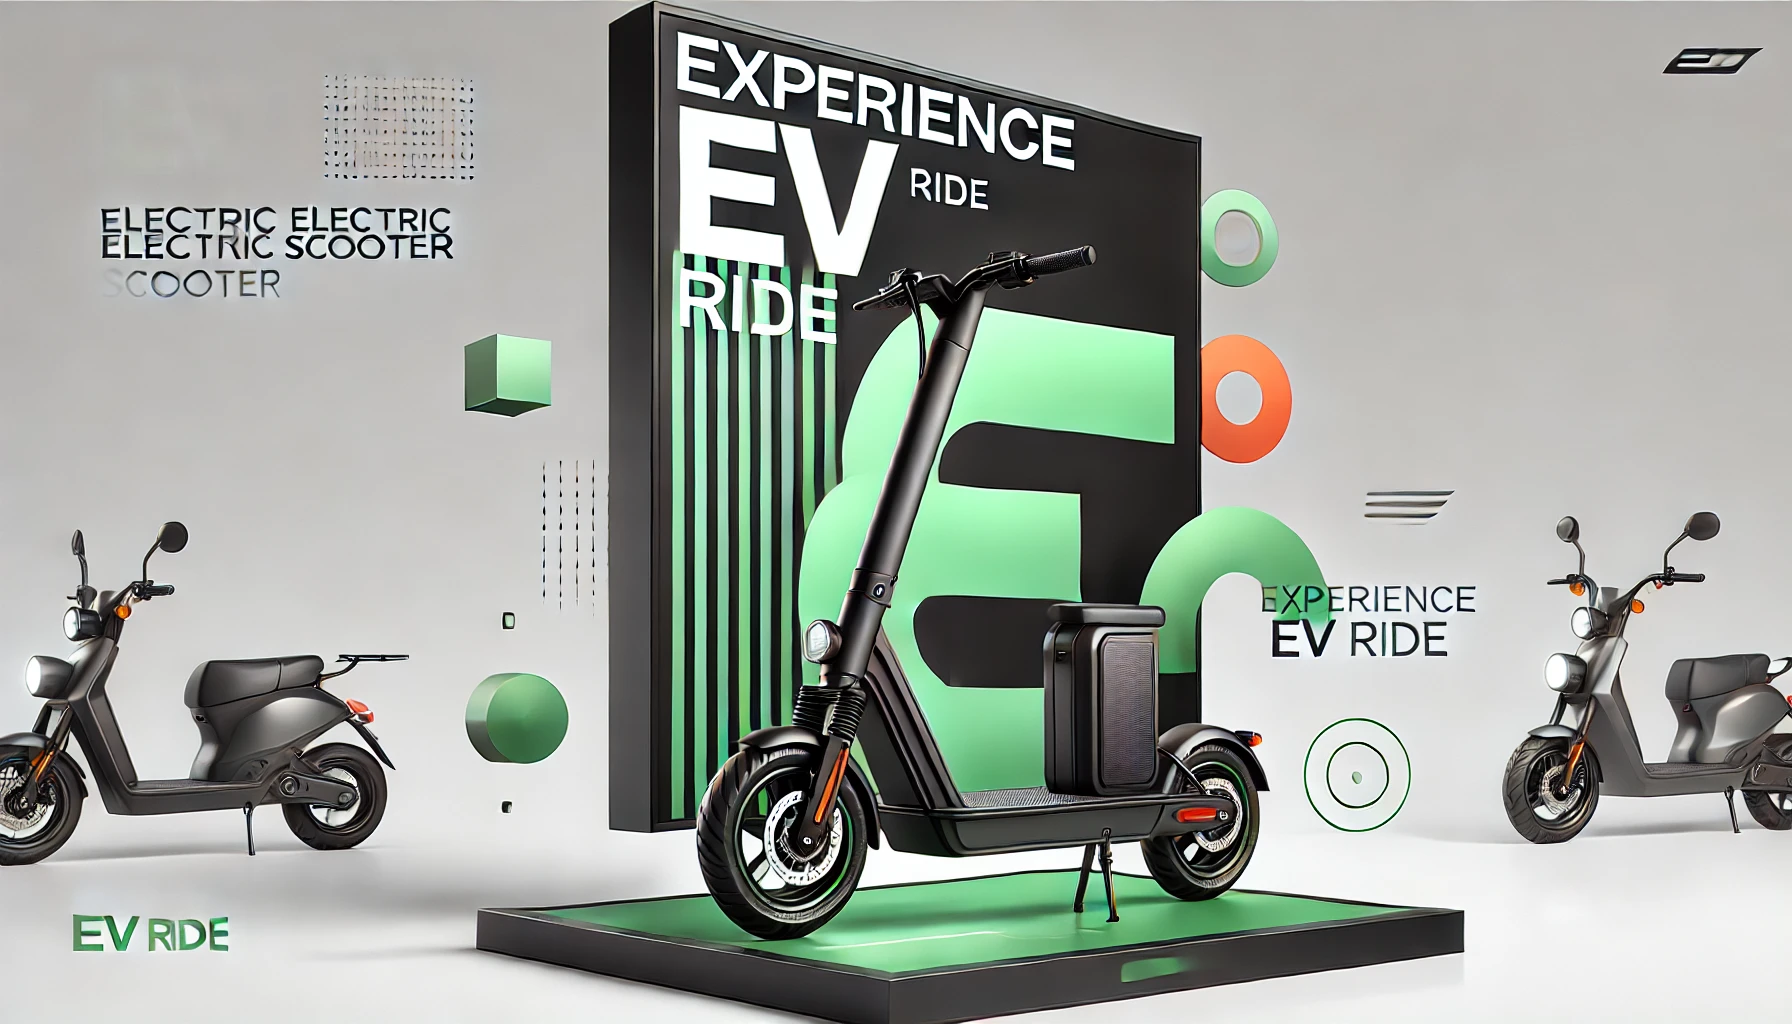 EXPERIENCE
EV RIDE
RIDE
ELECTRIC ELECTRIC
ELECTRIC SCOOTER
SCOOTER
EXPERIENCE
EV RIDE
EV RIDE